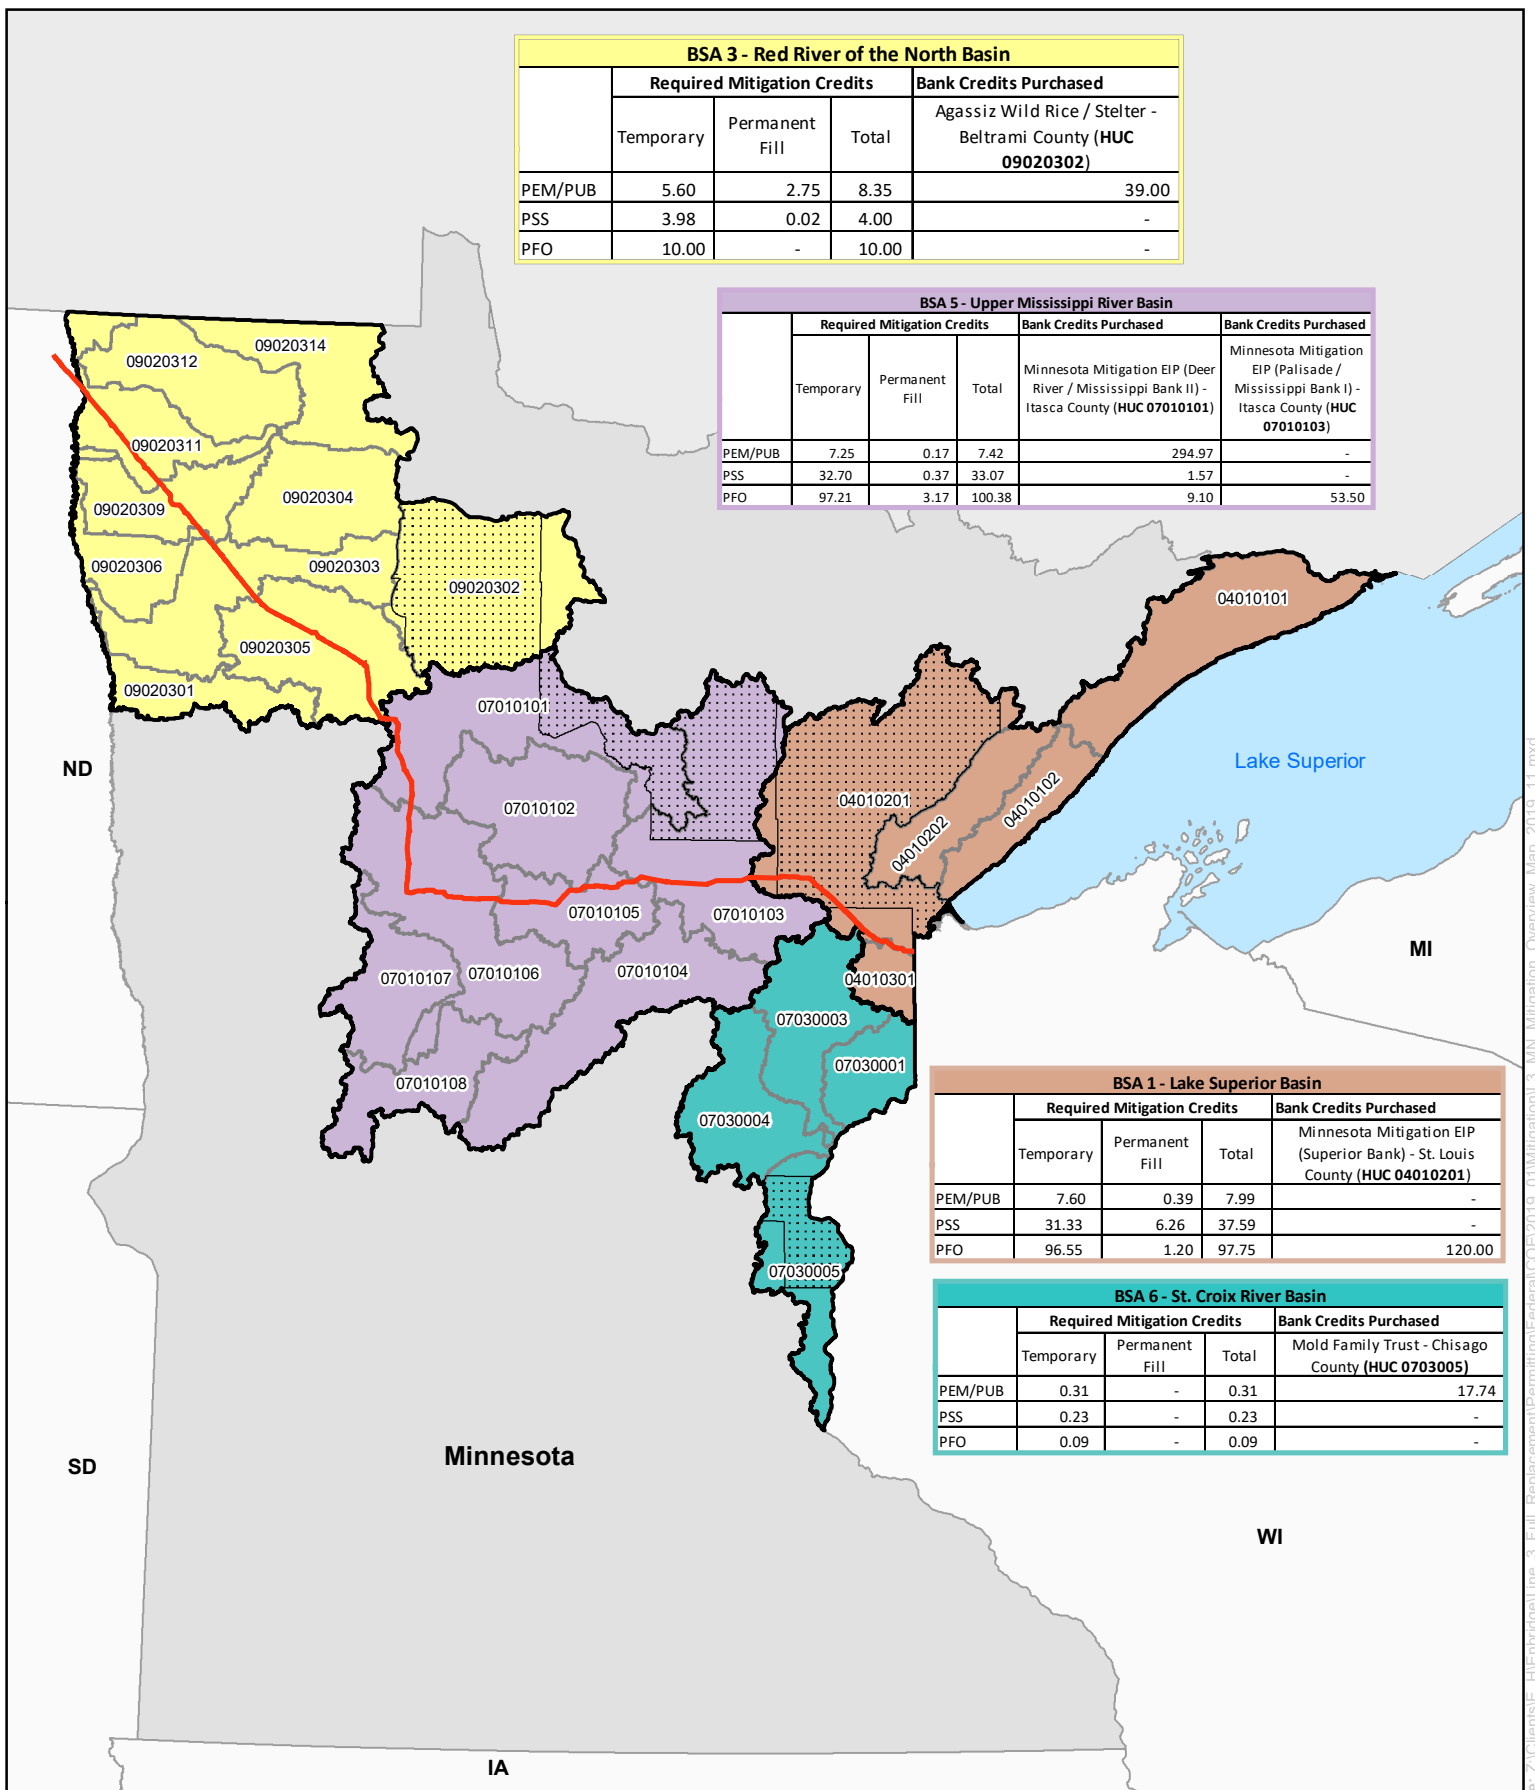 BSA 3 - Red River of the North Basin
Required Mitigation Credits Bank Credits Purchased
Temporary Permanent Fill Total Agassiz Wild Rice / Stelter - Beltrami County (HUC 09020302)
PEM/PUB 5.60 2.75 8.35 39.00
PSS 3.98 0.02 4.00 -
PFO 10.00 - 10.00 -
BSA 5 - Upper Mississippi River Basin
Required Mitigation Credits Bank Credits Purchased Bank Credits Purchased
Temporary Permanent Fill Total Minnesota Mitigation EIP (Deer River / Mississippi Bank II) - Itasca County (HUC 07010101) Minnesota Mitigation EIP (Palisade / Mississippi Bank I) - Itasca County (HUC 07010103)
PEM/PUB 7.25 0.17 7.42 294.97 -
PSS 32.70 0.37 33.07 1.57 -
PFO 97.21 3.17 100.38 9.10 53.50
09020314
09020312
09020311
09020304
09020309
09020306
09020303
09020302
04010101
09020305
09020301
07010101
Lake Superior
ND
04010201
04010102
07010102
04010202
07010105
07010103
MI
07010107
07010106
07010104
04010301
07030003
07030001
07010108
07030004
BSA 1 - Lake Superior Basin
Required Mitigation Credits Bank Credits Purchased
Temporary Permanent Fill Total Minnesota Mitigation EIP (Superior Bank) - St. Louis County (HUC 04010201)
PEM/PUB 7.60 0.39 7.99 -
PSS 31.33 6.26 37.59 -
PFO 96.55 1.20 97.75 120.00
07030005
BSA 6 - St. Croix River Basin
Required Mitigation Credits Bank Credits Purchased
Temporary Permanent Fill Total Mold Family Trust - Chisago County (HUC 0703005)
PEM/PUB 0.31 - 0.31 17.74
PSS 0.23 - 0.23 -
PFO 0.09 - 0.09 -
Minnesota
SD
WI
IA